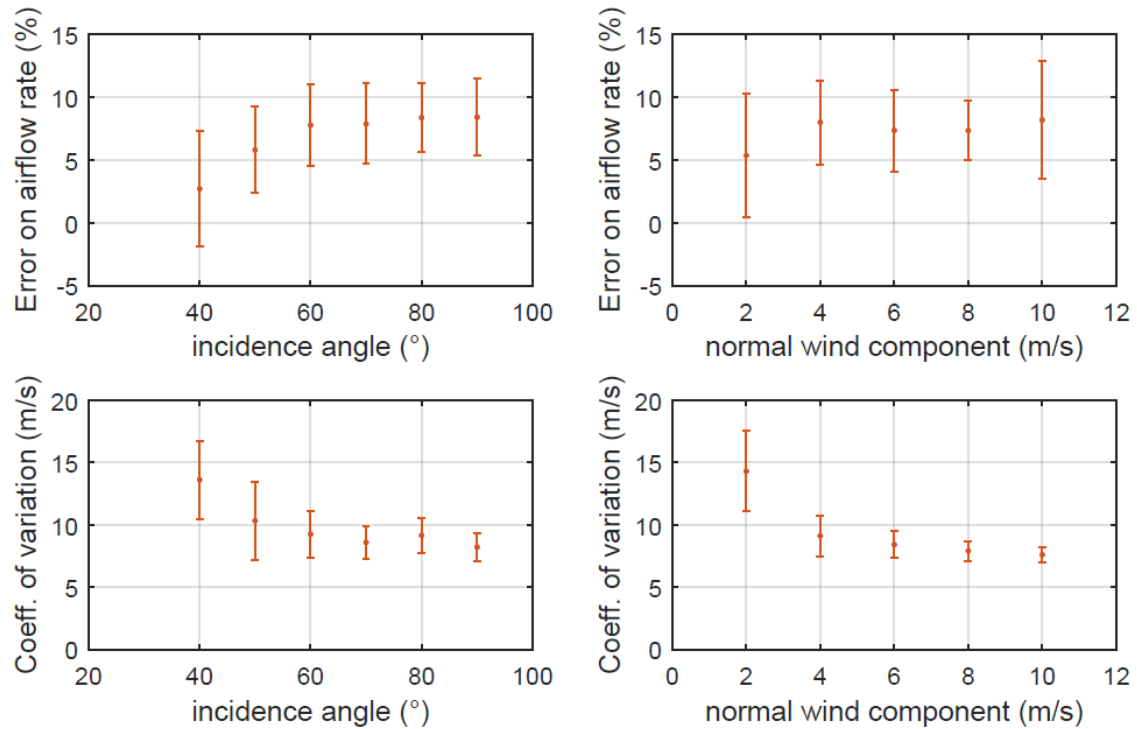 Error on airflow rate (%)
15
10
5
0
-5
20 40 60 80 100
incidence angle (°)
Error on airflow rate (%)
15
10
5
0
-5
0 2 4 6 8 10 12
normal wind component (m/s)
Coeff. of variation (m/s)
20
15
10
5
0
20 40 60 80 100
incidence angle (°)
Coeff. of variation (m/s)
20
15
10
5
0
0 2 4 6 8 10 12
normal wind component (m/s)